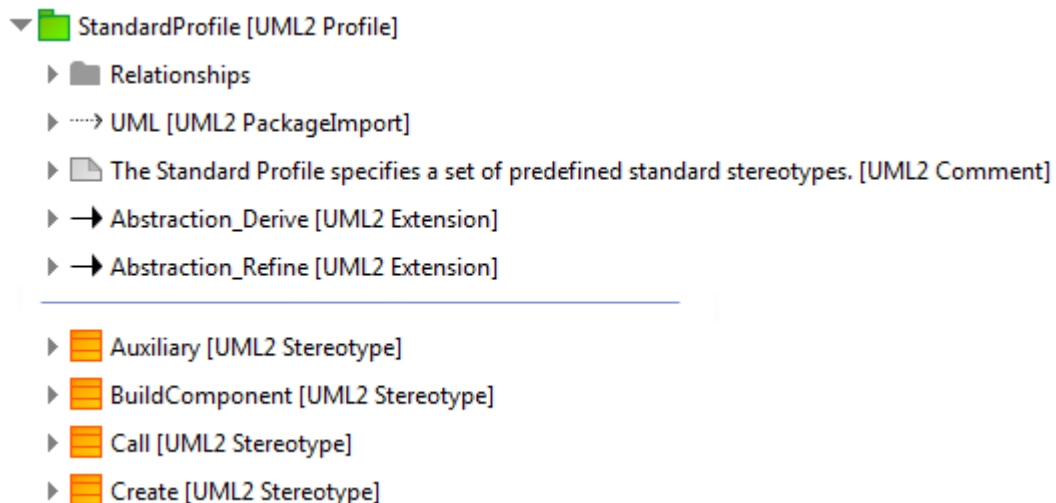 StandardProfile [UML2 Profile]
Relationships
UML [UML2 PackageImport]
The Standard Profile specifies a set of predefined standard stereotypes. [UML2 Comment]
Abstraction_Derive [UML2 Extension]
Abstraction_Refine [UML2 Extension]
Auxiliary [UML2 Stereotype]
BuildComponent [UML2 Stereotype]
Call [UML2 Stereotype]
Create [UML2 Stereotype]